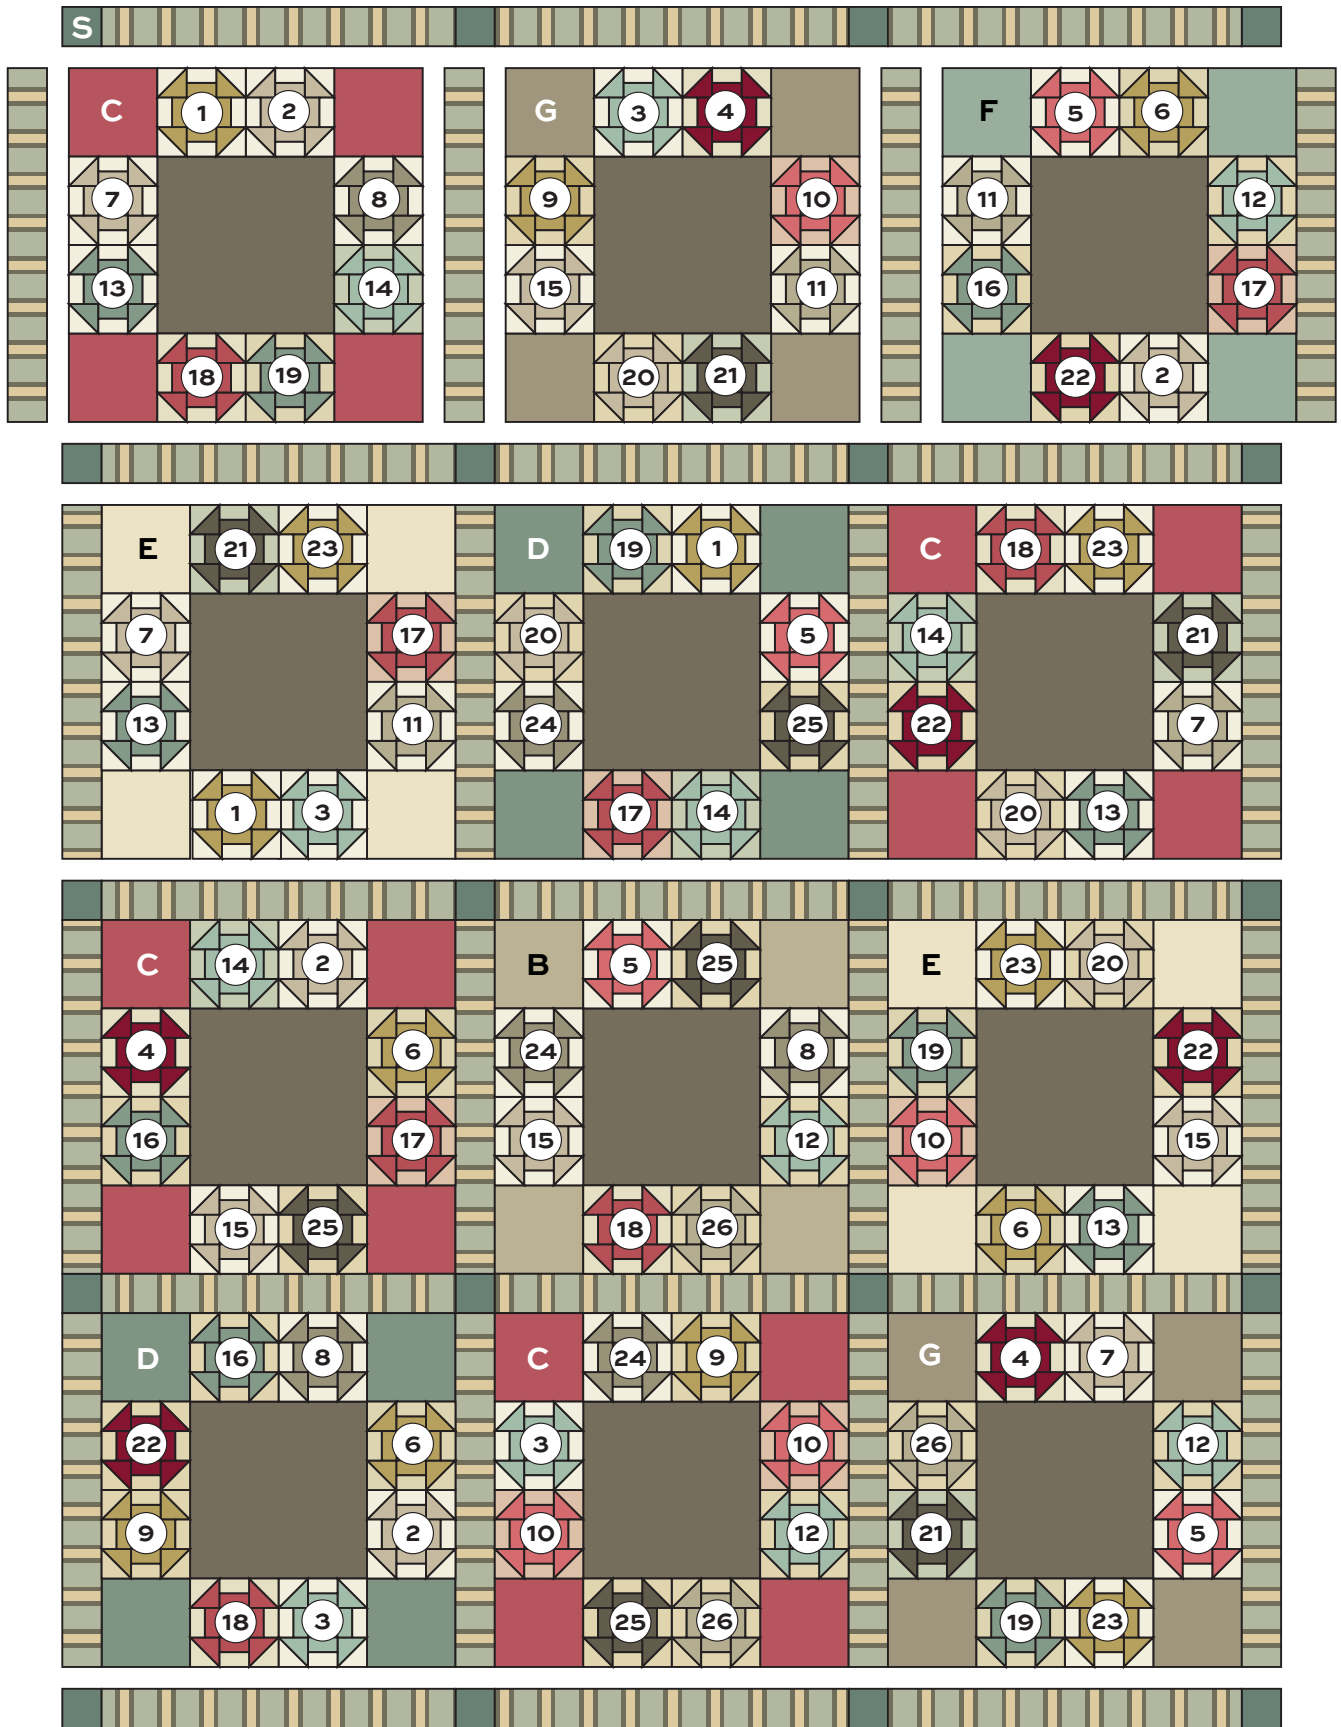 S
C 1 2 G 3 4 F 5 6
7 8 9 10 11 12
13 14 15 11 16 17
18 19 20 21 22 2
E 21 23 D 19 1 C 18 23
7 17 20 5 14 21
13 11 24 25 22 7
1 3 17 14 20 13
C 14 2 B 5 25 E 23 20
4 6 24 8 19 22
16 17 15 12 10 15
15 25 18 26 6 13
D 16 8 C 24 9 G 4 7
22 6 3 10 26 12
9 2 10 12 21 5
18 3 25 26 19 23